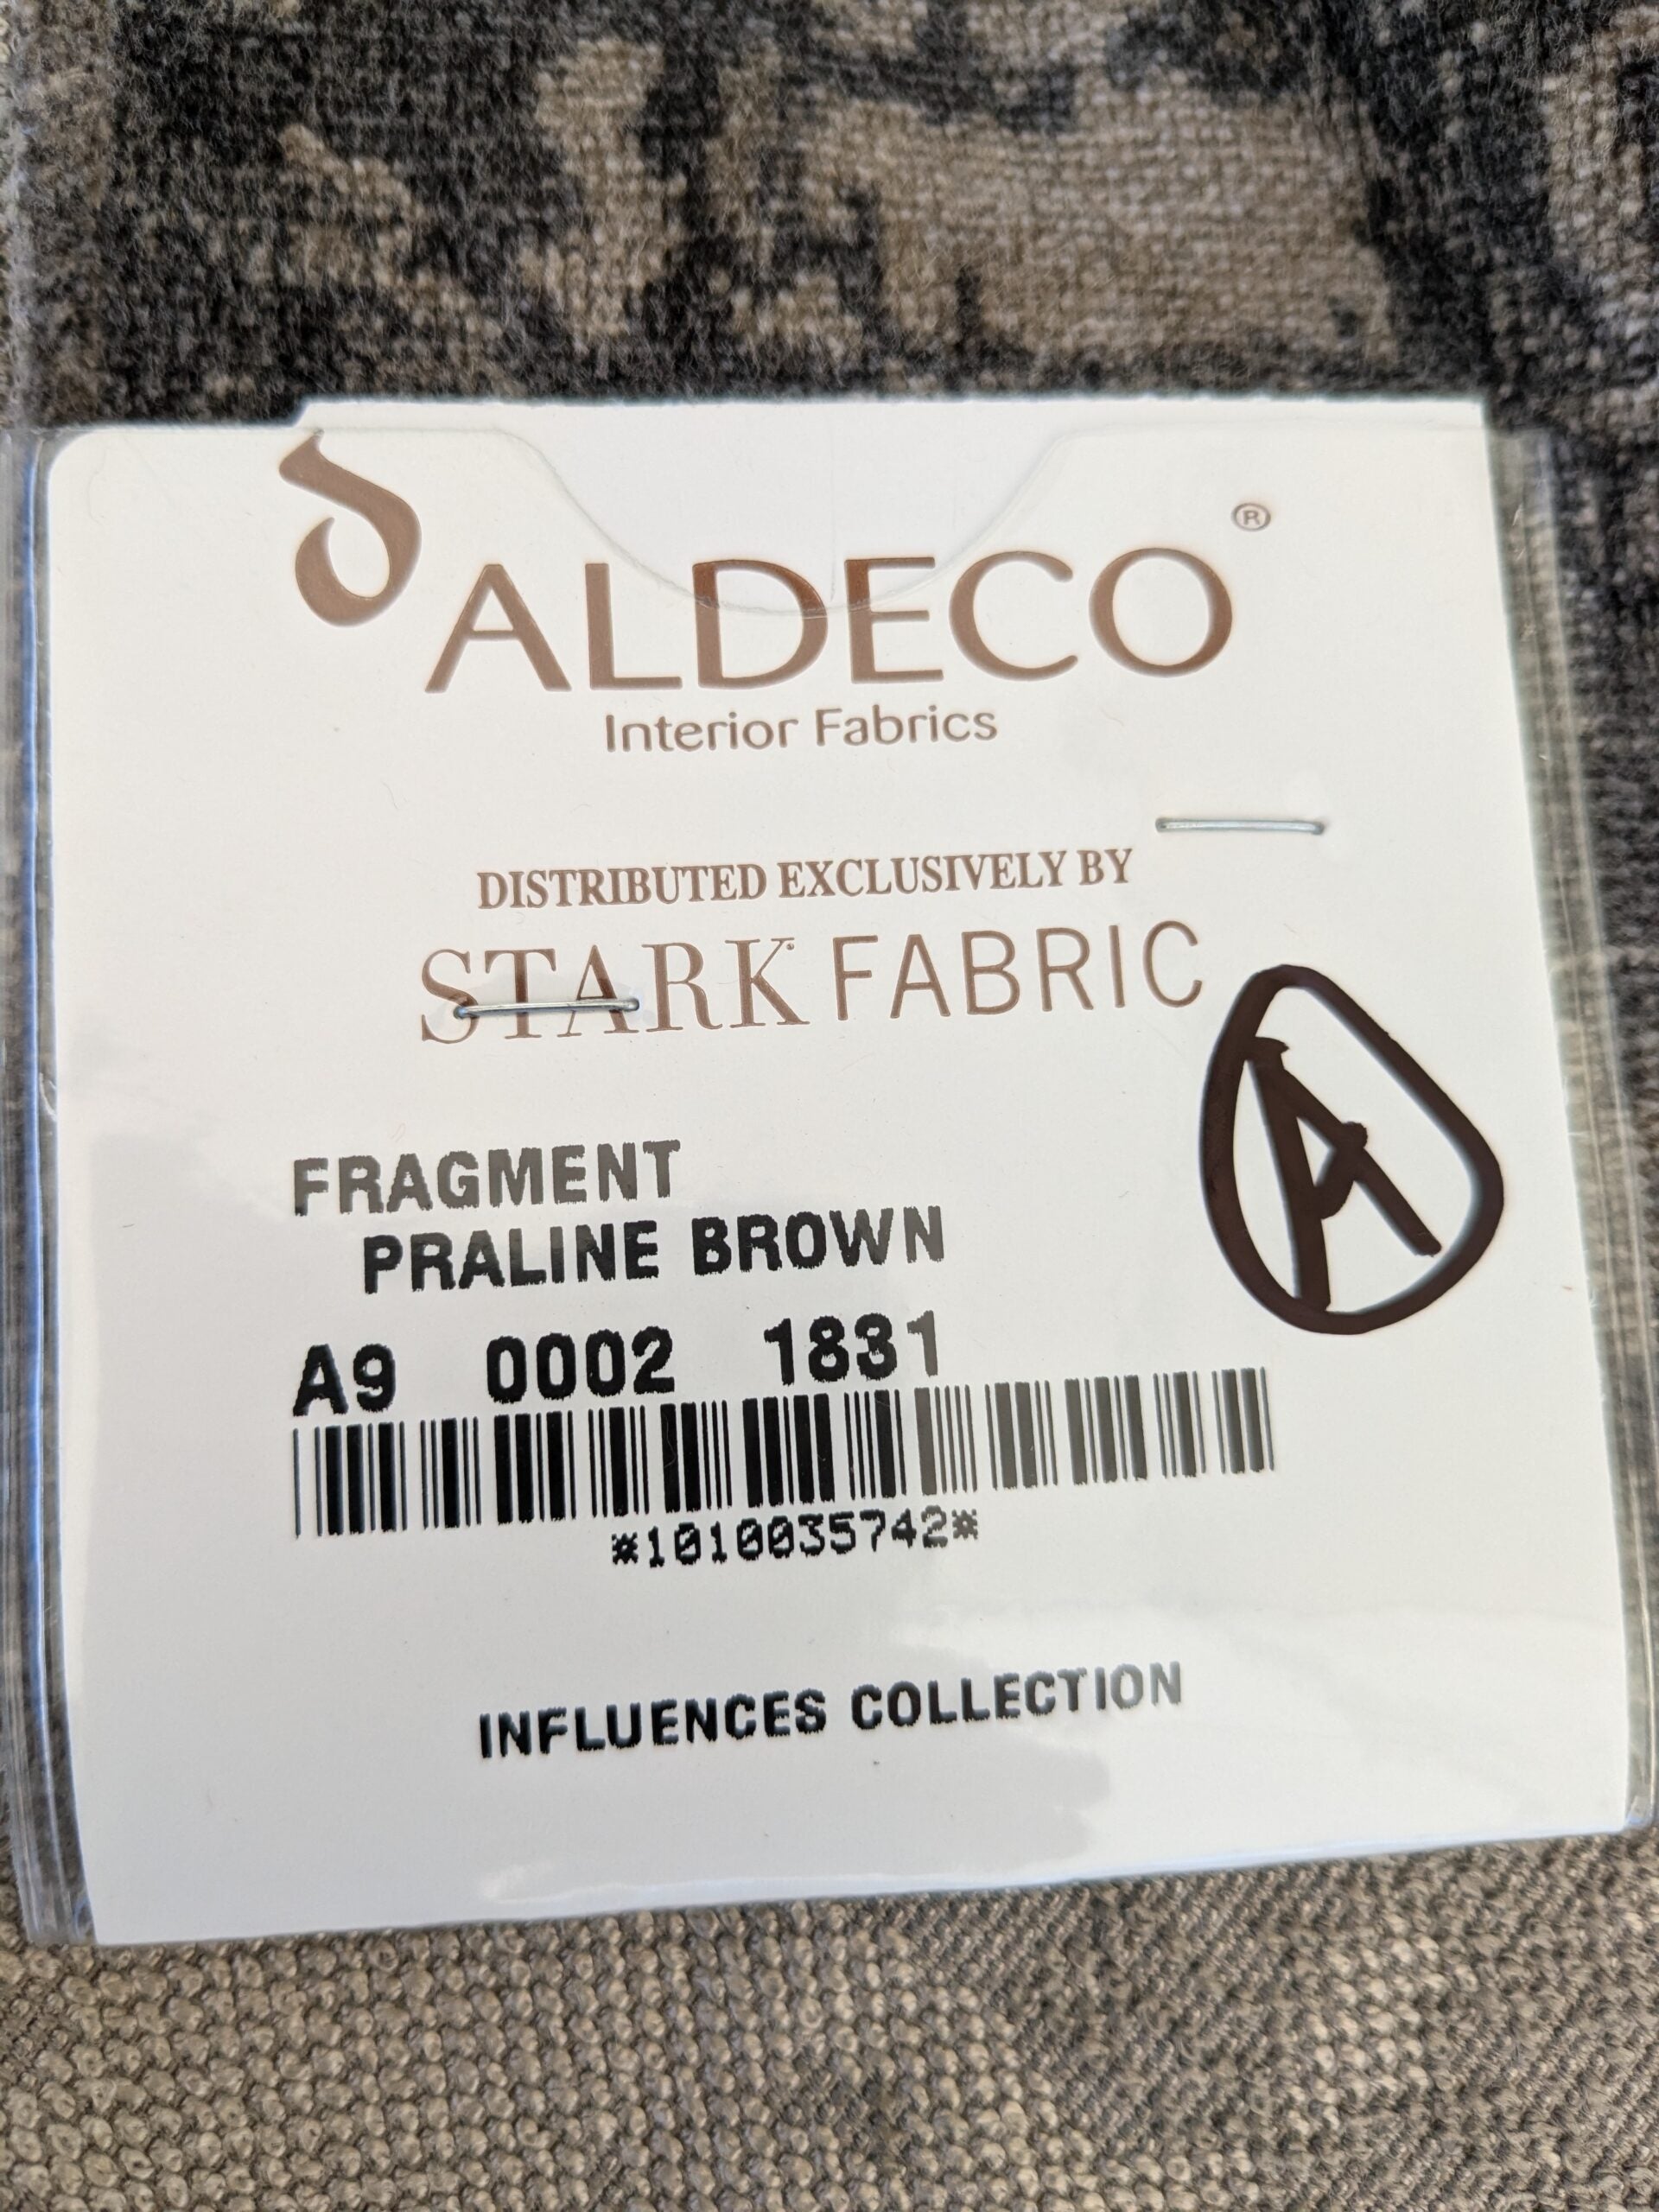 ALDECO ®
Interior Fabrics
DISTRIBUTED EXCLUSIVELY BY
STARK FABRIC
A
FRAGMENT
PRALINE BROWN
A9 0002 1831
*1010035742*
INFLUENCES COLLECTION